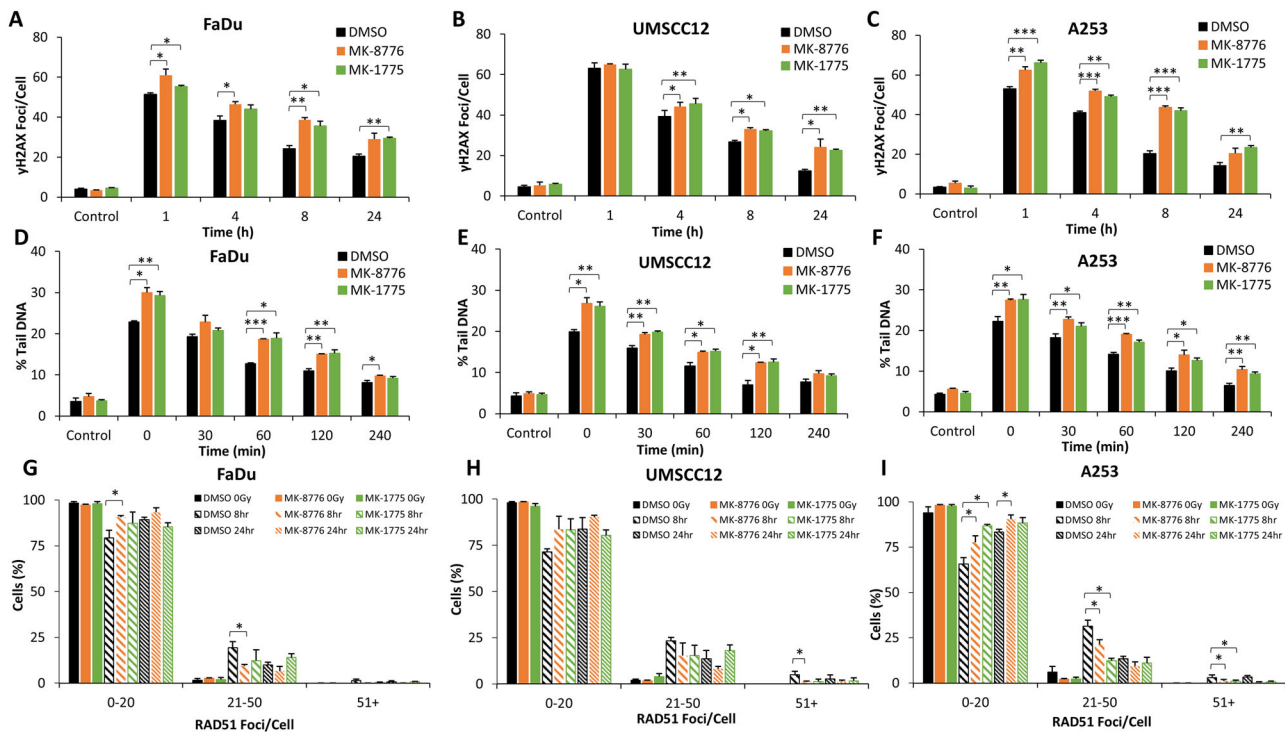 A FaDu
DMSO
MK-8776
MK-1775
γH2AX Foci/Cell
80
60
40
20
0
* * * ** * **
Control 1 4 8 24
Time (h)
B UMSCC12
DMSO
MK-8776
MK-1775
γH2AX Foci/Cell
80
60
40
20
0
** * * * ** *
Control 1 4 8 24
Time (h)
C A253
DMSO
MK-8776
MK-1775
γH2AX Foci/Cell
80
60
40
20
0
*** ** ** *** *** *** **
Control 1 4 8 24
Time (h)
D FaDu
DMSO
MK-8776
MK-1775
% Tail DNA
40
30
20
10
0
** * * *** ** ** *
Control 0 30 60 120 240
Time (min)
E UMSCC12
DMSO
MK-8776
MK-1775
% Tail DNA
40
30
20
10
0
** * ** ** * * ** *
Control 0 30 60 120 240
Time (min)
F A253
DMSO
MK-8776
MK-1775
% Tail DNA
40
30
20
10
0
* ** * ** ** *** * * ** **
Control 0 30 60 120 240
Time (min)
G FaDu
DMSO 0Gy MK-8776 0Gy MK-1775 0Gy
DMSO 8hr MK-8776 8hr MK-1775 8hr
DMSO 24hr MK-8776 24hr MK-1775 24hr
Cells (%)
100
75
50
25
0
* *
0-20 21-50 51+
RAD51 Foci/Cell
H UMSCC12
DMSO 0Gy MK-8776 0Gy MK-1775 0Gy
DMSO 8hr MK-8776 8hr MK-1775 8hr
DMSO 24hr MK-8776 24hr MK-1775 24hr
Cells (%)
100
75
50
25
0
*
0-20 21-50 51+
RAD51 Foci/Cell
I A253
DMSO 0Gy MK-8776 0Gy MK-1775 0Gy
DMSO 8hr MK-8776 8hr MK-1775 8hr
DMSO 24hr MK-8776 24hr MK-1775 24hr
Cells (%)
100
75
50
25
0
* * * * * * *
0-20 21-50 51+
RAD51 Foci/Cell